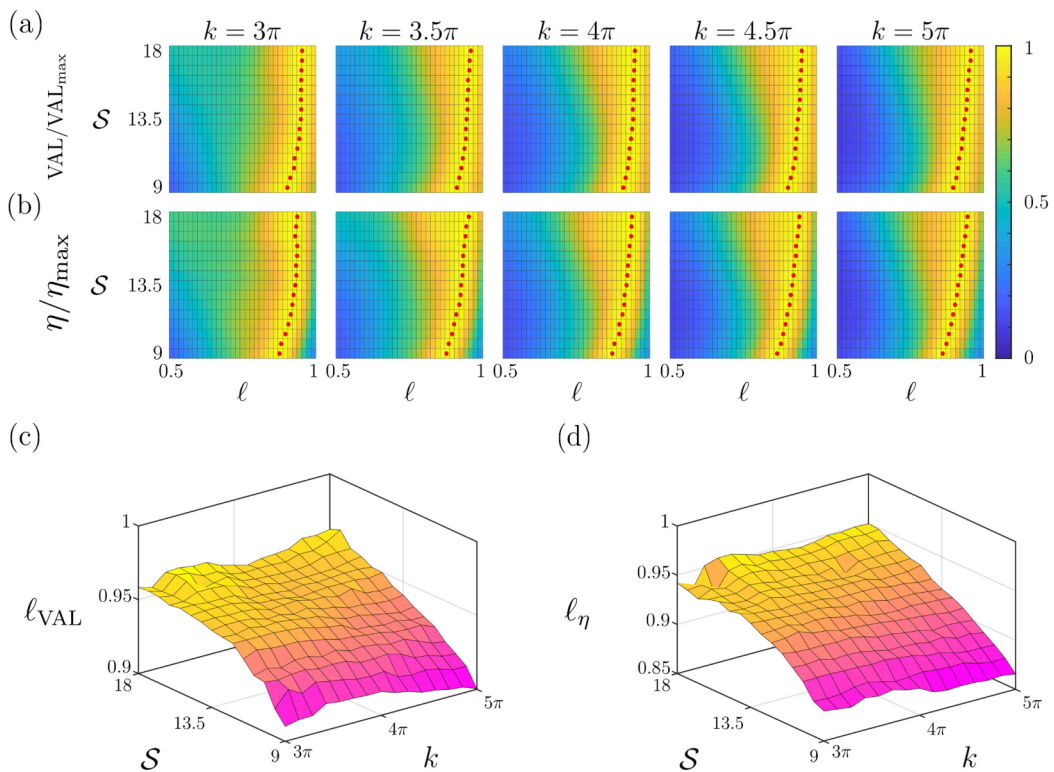 (a)
k = 3π k = 3.5π k = 4π k = 4.5π k = 5π
VAL/VAL_max
S
18
13.5
9
1
0.5
0
(b)
η/η_max
S
18
13.5
9
0.5 1 0.5 1 0.5 1 0.5 1 0.5 1
ℓ ℓ ℓ ℓ ℓ
(c) (d)
ℓ_VAL
1
0.95
0.9
18
13.5
9
S
3π
4π
5π
k
ℓ_η
1
0.95
0.9
0.85
18
13.5
9
S
3π
4π
5π
k